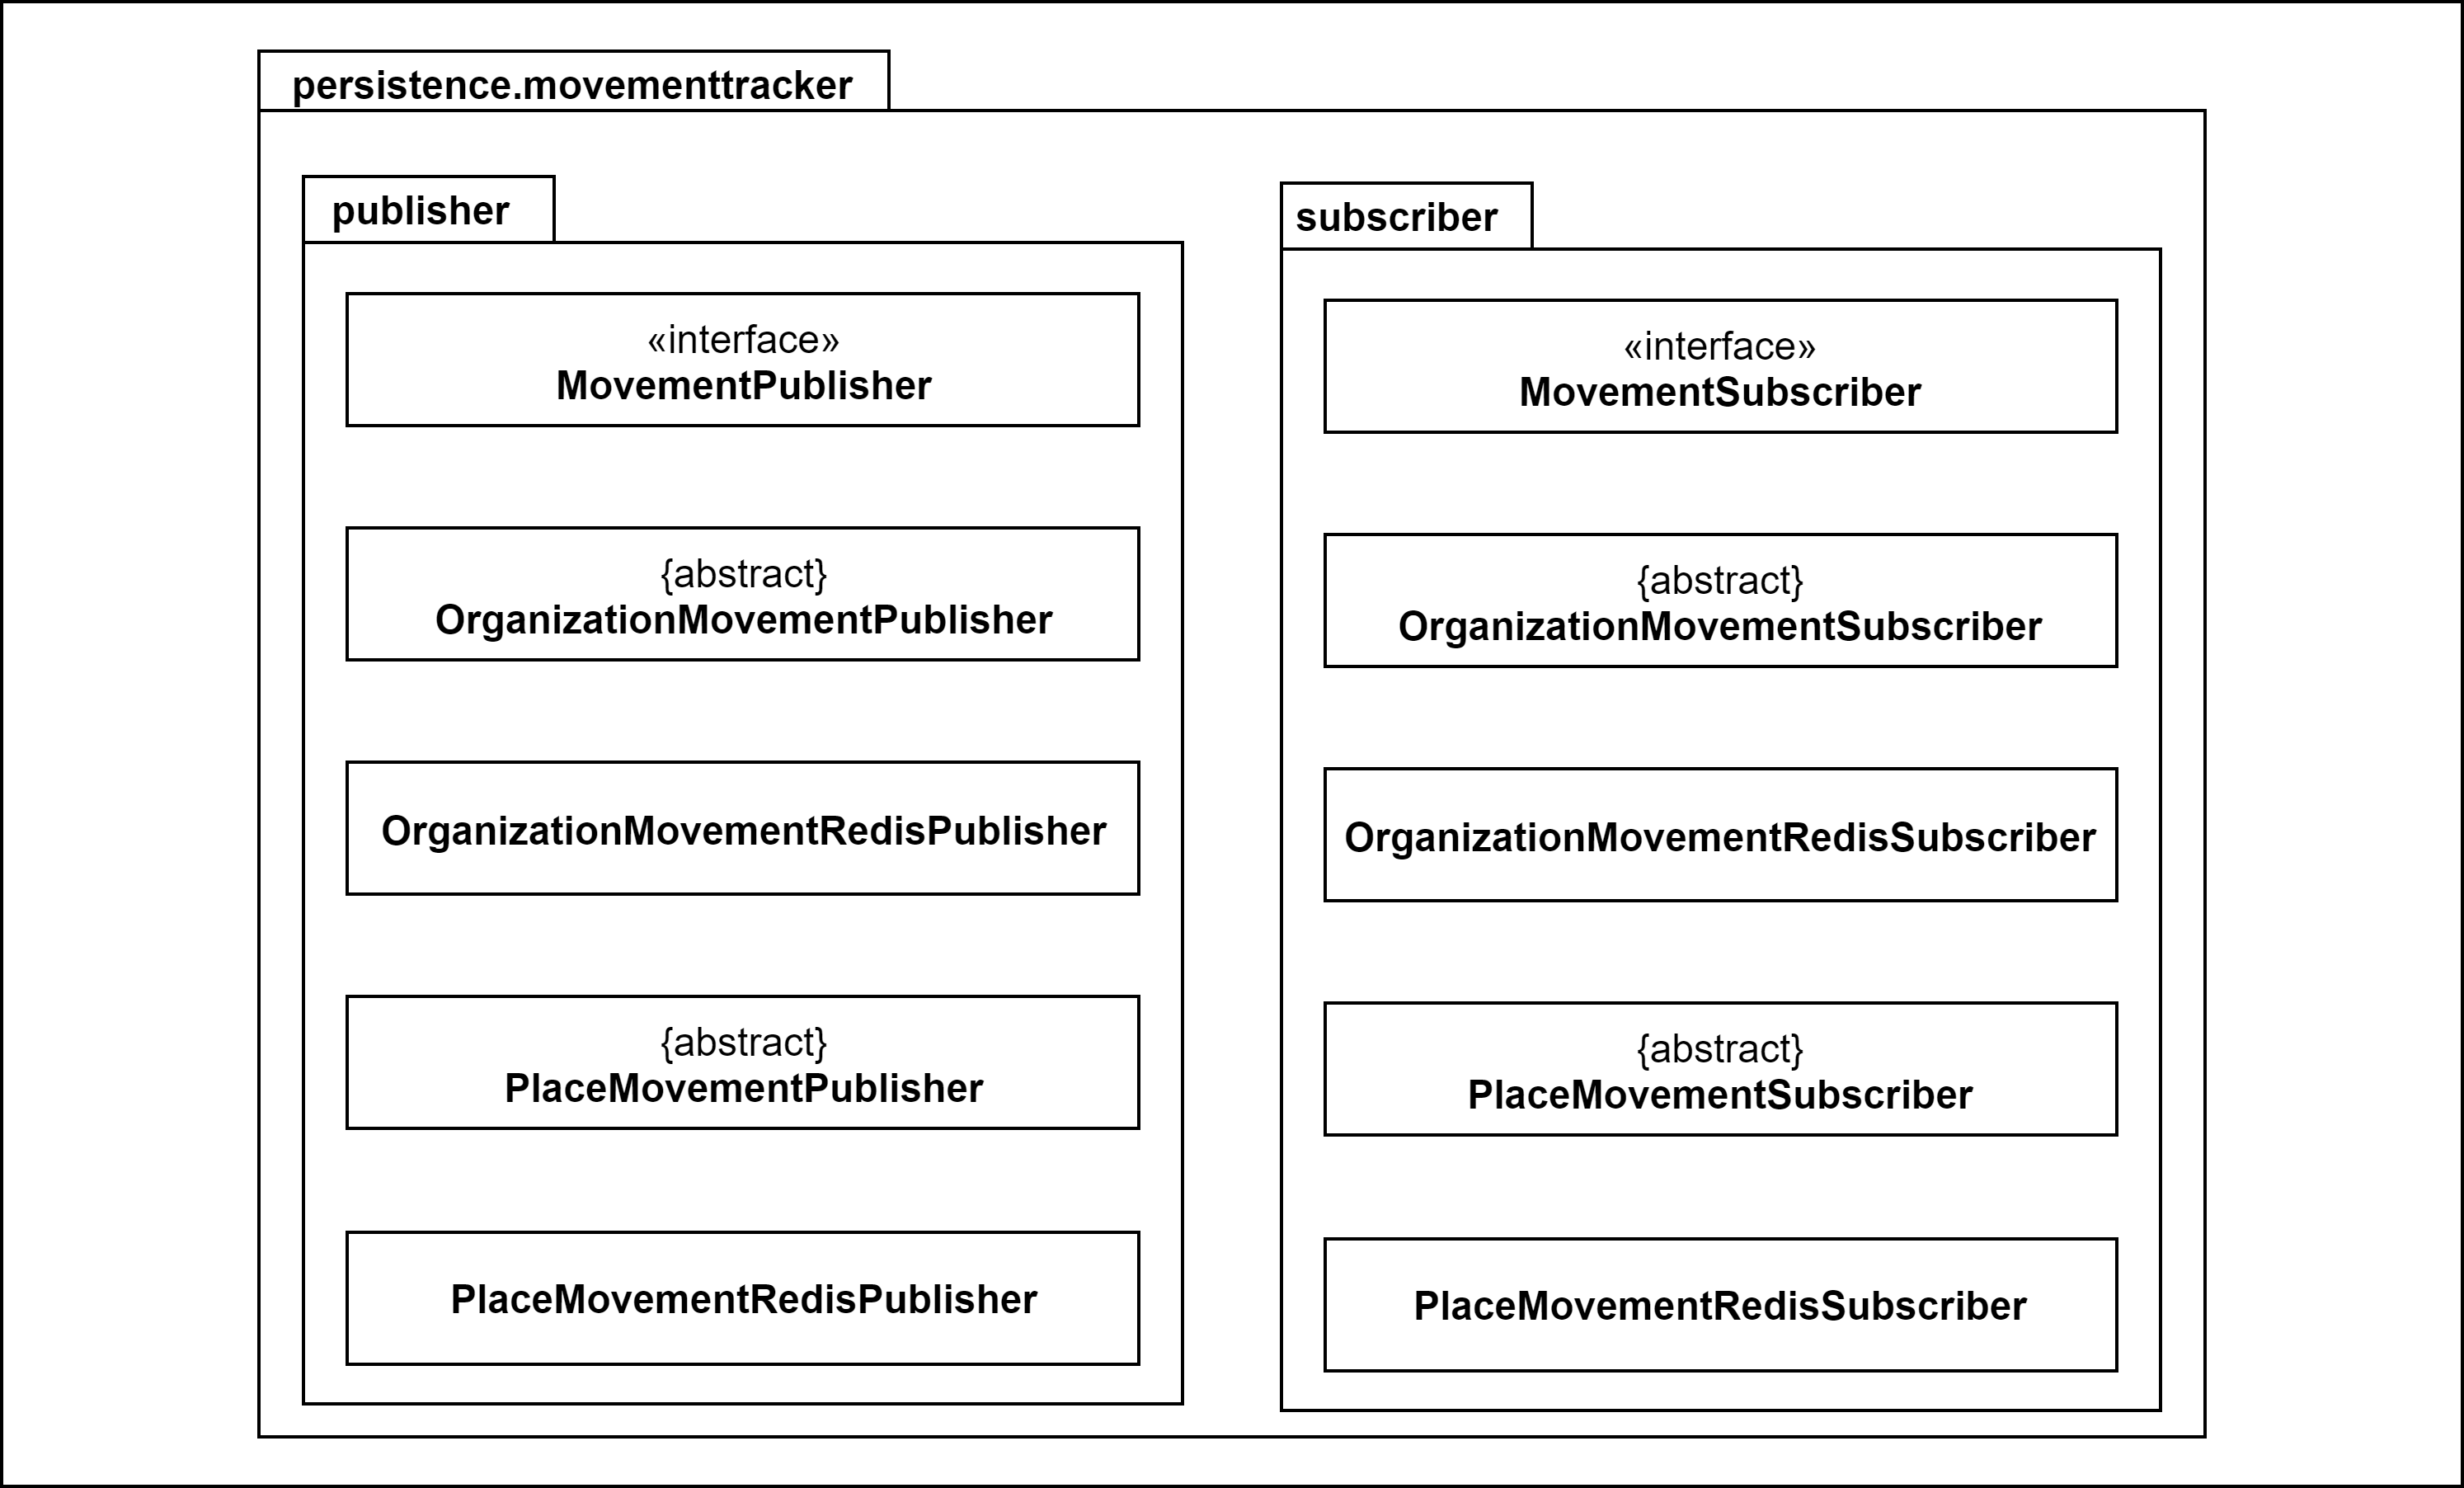 persistence.movementtracker
publisher
«interface»
MovementPublisher
{abstract}
OrganizationMovementPublisher
OrganizationMovementRedisPublisher
{abstract}
PlaceMovementPublisher
PlaceMovementRedisPublisher
subscriber
«interface»
MovementSubscriber
{abstract}
OrganizationMovementSubscriber
OrganizationMovementRedisSubscriber
{abstract}
PlaceMovementSubscriber
PlaceMovementRedisSubscriber